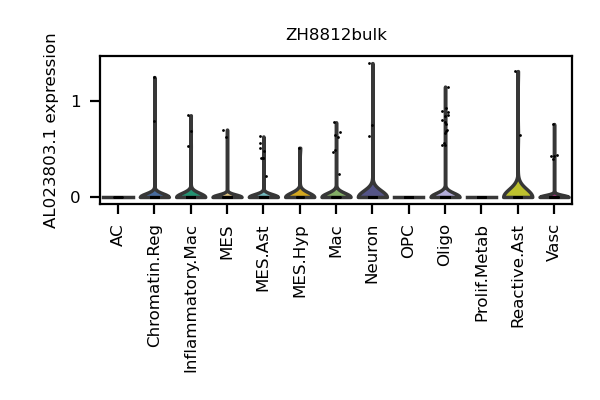 ZH8812bulk
AL023803.1 expression
1
0
AC
Chromatin.Reg
Inflammatory.Mac
MES
MES.Ast
MES.Hyp
Mac
Neuron
OPC
Oligo
Prolif.Metab
Reactive.Ast
Vasc